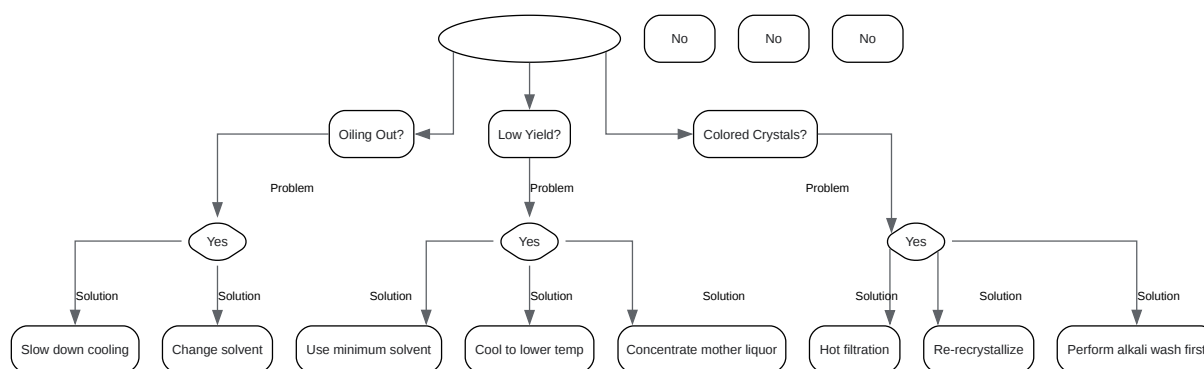 No
No
No
Oiling Out?
Low Yield?
Colored Crystals?
Problem
Problem
Problem
Yes
Yes
Yes
Solution
Solution
Solution
Solution
Solution
Solution
Solution
Solution
Slow down cooling
Change solvent
Use minimum solvent
Cool to lower temp
Concentrate mother liquor
Hot filtration
Re-recrystallize
Perform alkali wash first